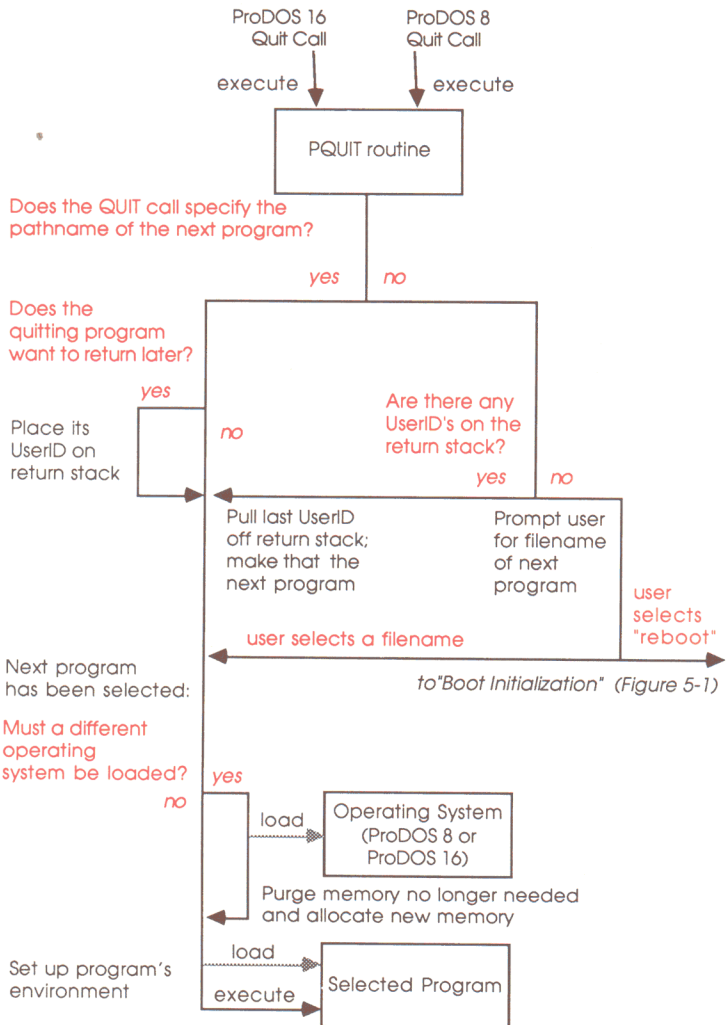 ProDOS 16
Quit Call
ProDOS 8
Quit Call
execute
execute
PQUIT routine
Does the QUIT call specify the
pathname of the next program?
yes
no
Does the
quitting program
want to return later?
yes
Place its
UserID on
return stack
no
Are there any
UserID's on the
return stack?
yes
no
Pull last UserID
off return stack;
make that the
next program
Prompt user
for filename
of next
program
user
selects
"reboot"
user selects a filename
to"Boot Initialization" (Figure 5-1)
Next program
has been selected:
Must a different
operating
system be loaded?
yes
no
load
Operating System
(ProDOS 8 or
ProDOS 16)
Purge memory no longer needed
and allocate new memory
load
Set up program's
environment
execute
Selected Program